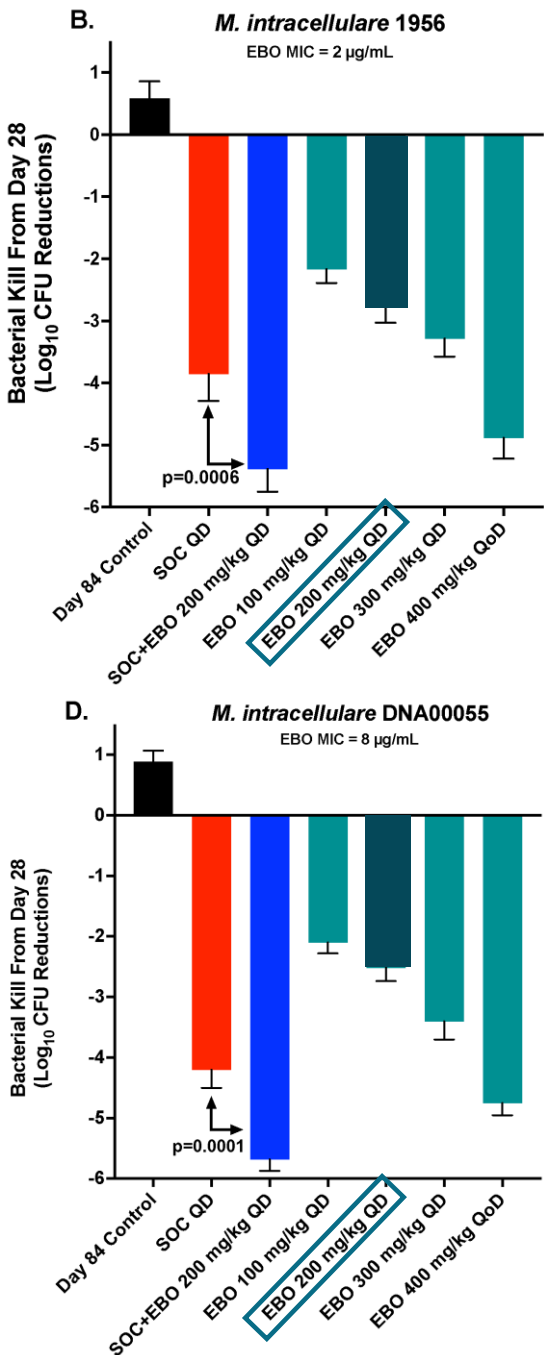 B.
M. intracellulare 1956
EBO MIC = 2 µg/mL
Bacterial Kill From Day 28
(Log10 CFU Reductions)
1
0
-1
-2
-3
-4
-5
-6
p=0.0006
Day 84 Control
SOC QD
SOC+EBO 200 mg/kg QD
EBO 100 mg/kg QD
EBO 200 mg/kg QD
EBO 300 mg/kg QD
EBO 400 mg/kg QoD
D.
M. intracellulare DNA00055
EBO MIC = 8 µg/mL
Bacterial Kill From Day 28
(Log10 CFU Reductions)
1
0
-1
-2
-3
-4
-5
-6
p=0.0001
Day 84 Control
SOC QD
SOC+EBO 200 mg/kg QD
EBO 100 mg/kg QD
EBO 200 mg/kg QD
EBO 300 mg/kg QD
EBO 400 mg/kg QoD